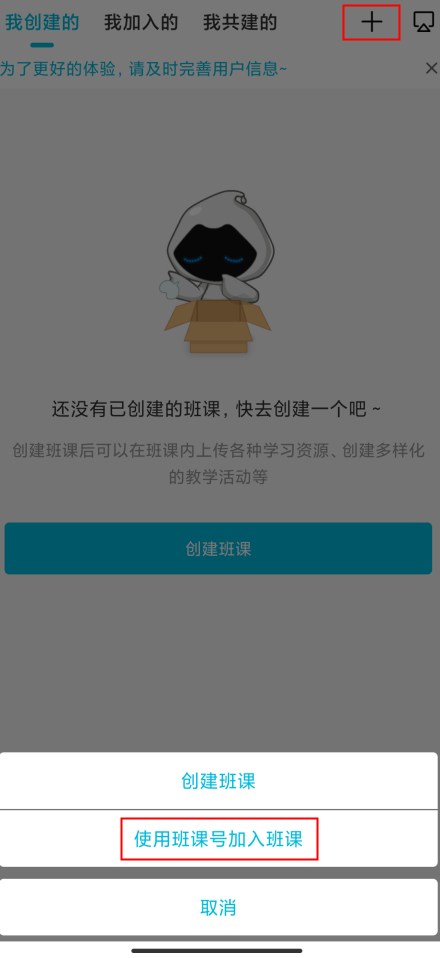 我创建的 我加入的 我共建的
为了更好的体验，请及时完善用户信息~
还没有已创建的班课，快去创建一个吧~
创建班课后可以在班课内上传各种学习资源、创建多样化
的教学活动等
创建班课
创建班课
使用班课号加入班课
取消